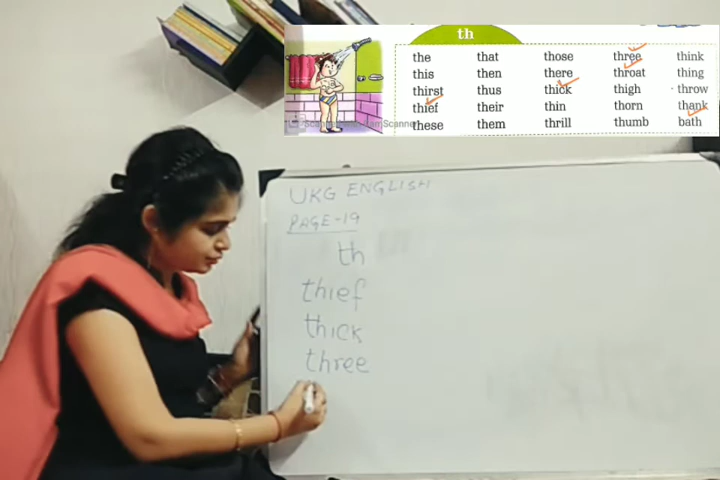 th
the that those three think
this then there throat thing
thirst thus thick thigh throw
thief their thin thorn thank
these them thrill thumb bath
UKG ENGLISH
PAGE-19
th
thief
thick
three